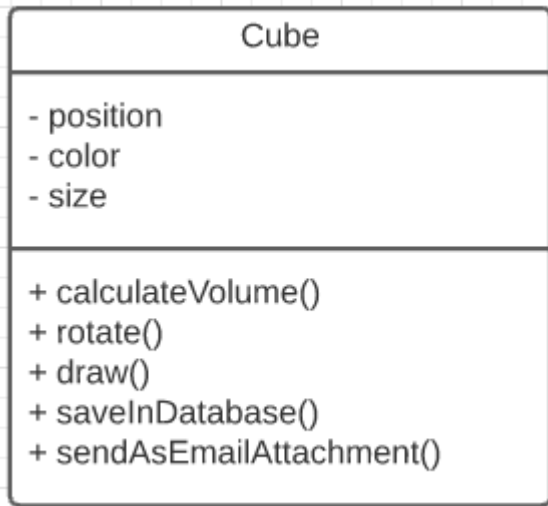 Cube
- position
- color
- size
+ calculateVolume()
+ rotate()
+ draw()
+ saveInDatabase()
+ sendAsEmailAttachment()